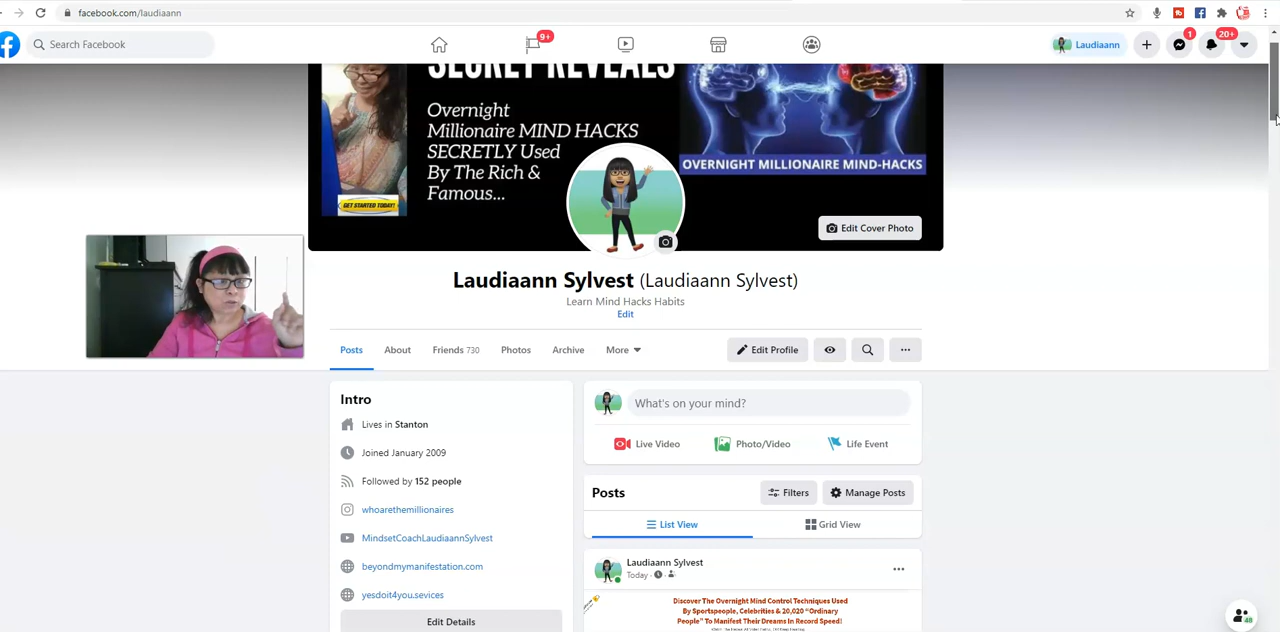 facebook.com/laudiaann
Search Facebook
9+
Laudiaann
1
20+
SECRET REVEALS
Overnight
Millionaire MIND HACKS
SECRETLY Used
By The Rich &
Famous...
GET STARTED TODAY!
OVERNIGHT MILLIONAIRE MIND-HACKS
Edit Cover Photo
Laudiaann Sylvest (Laudiaann Sylvest)
Learn Mind Hacks Habits
Edit
Posts
About
Friends 730
Photos
Archive
More
Edit Profile
Intro
Lives in Stanton
Joined January 2009
Followed by 152 people
whoarethemillionaires
MindsetCoachLaudiaannSylvest
beyondmymanifestation.com
yesdoit4you.sevices
Edit Details
What's on your mind?
Live Video
Photo/Video
Life Event
Posts
Filters
Manage Posts
List View
Grid View
Laudiaann Sylvest
Today
Discover The Overnight Mind Control Techniques Used
By Sportspeople, Celebrities & 20,020 "Ordinary
People" To Manifest Their Dreams In Record Speed!
48